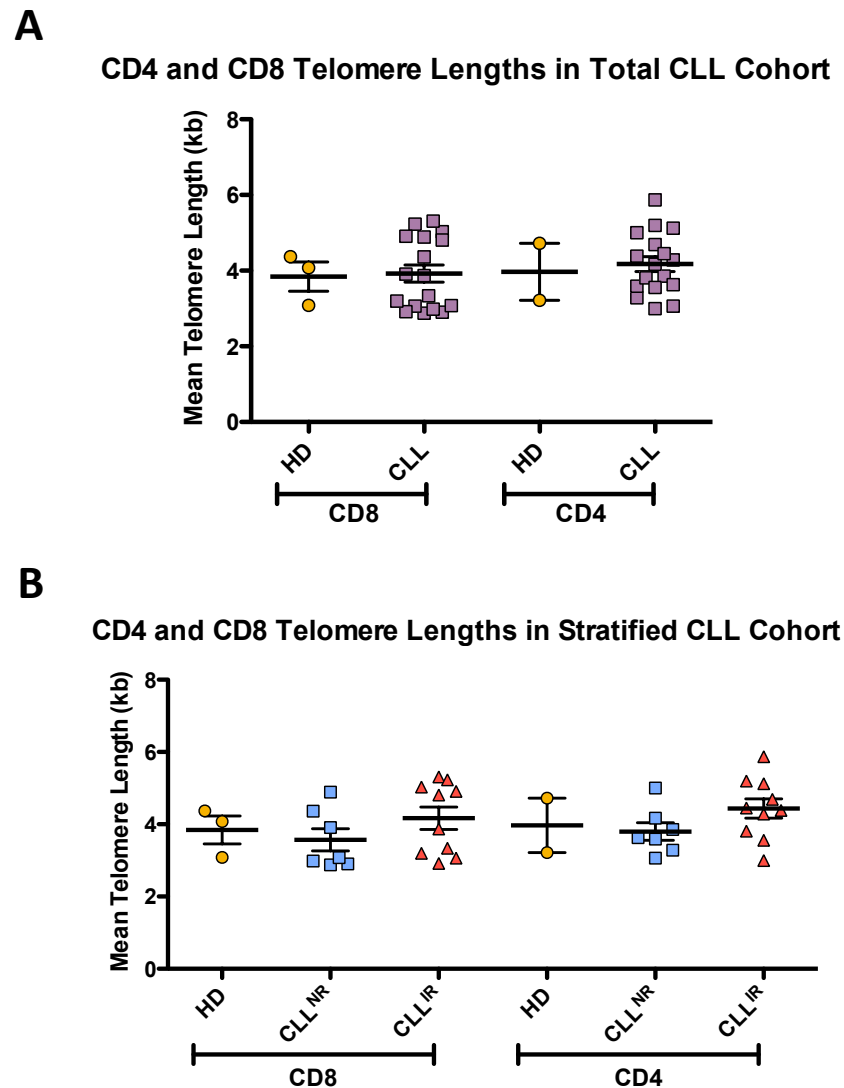 A
CD4 and CD8 Telomere Lengths in Total CLL Cohort
Mean Telomere Length (kb)
8
6
4
2
0
HD
CLL
HD
CLL
CD8
CD4
B
CD4 and CD8 Telomere Lengths in Stratified CLL Cohort
Mean Telomere Length (kb)
8
6
4
2
0
HD
CLL^NR
CLL^IR
HD
CLL^NR
CLL^IR
CD8
CD4